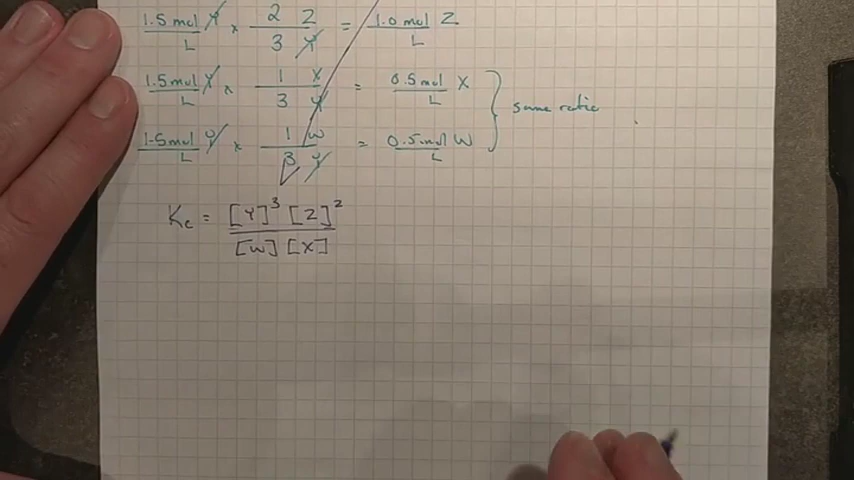 1.5 mol Y / L × 2 Z / 3 Y = 1.0 mol / L Z
1.5 mol Y / L × 1 X / 3 Y = 0.5 mol / L X
1.5 mol Y / L × 1 W / 3 Y = 0.5 mol / L W
same ratio
Kc = [Y]³ [Z]² / [W] [X]